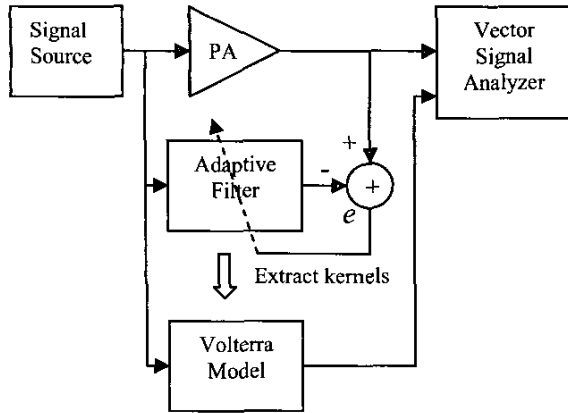 Signal
Source
PA
Vector
Signal
Analyzer
+
Adaptive
Filter
-
+
e
Extract kernels
Volterra
Model